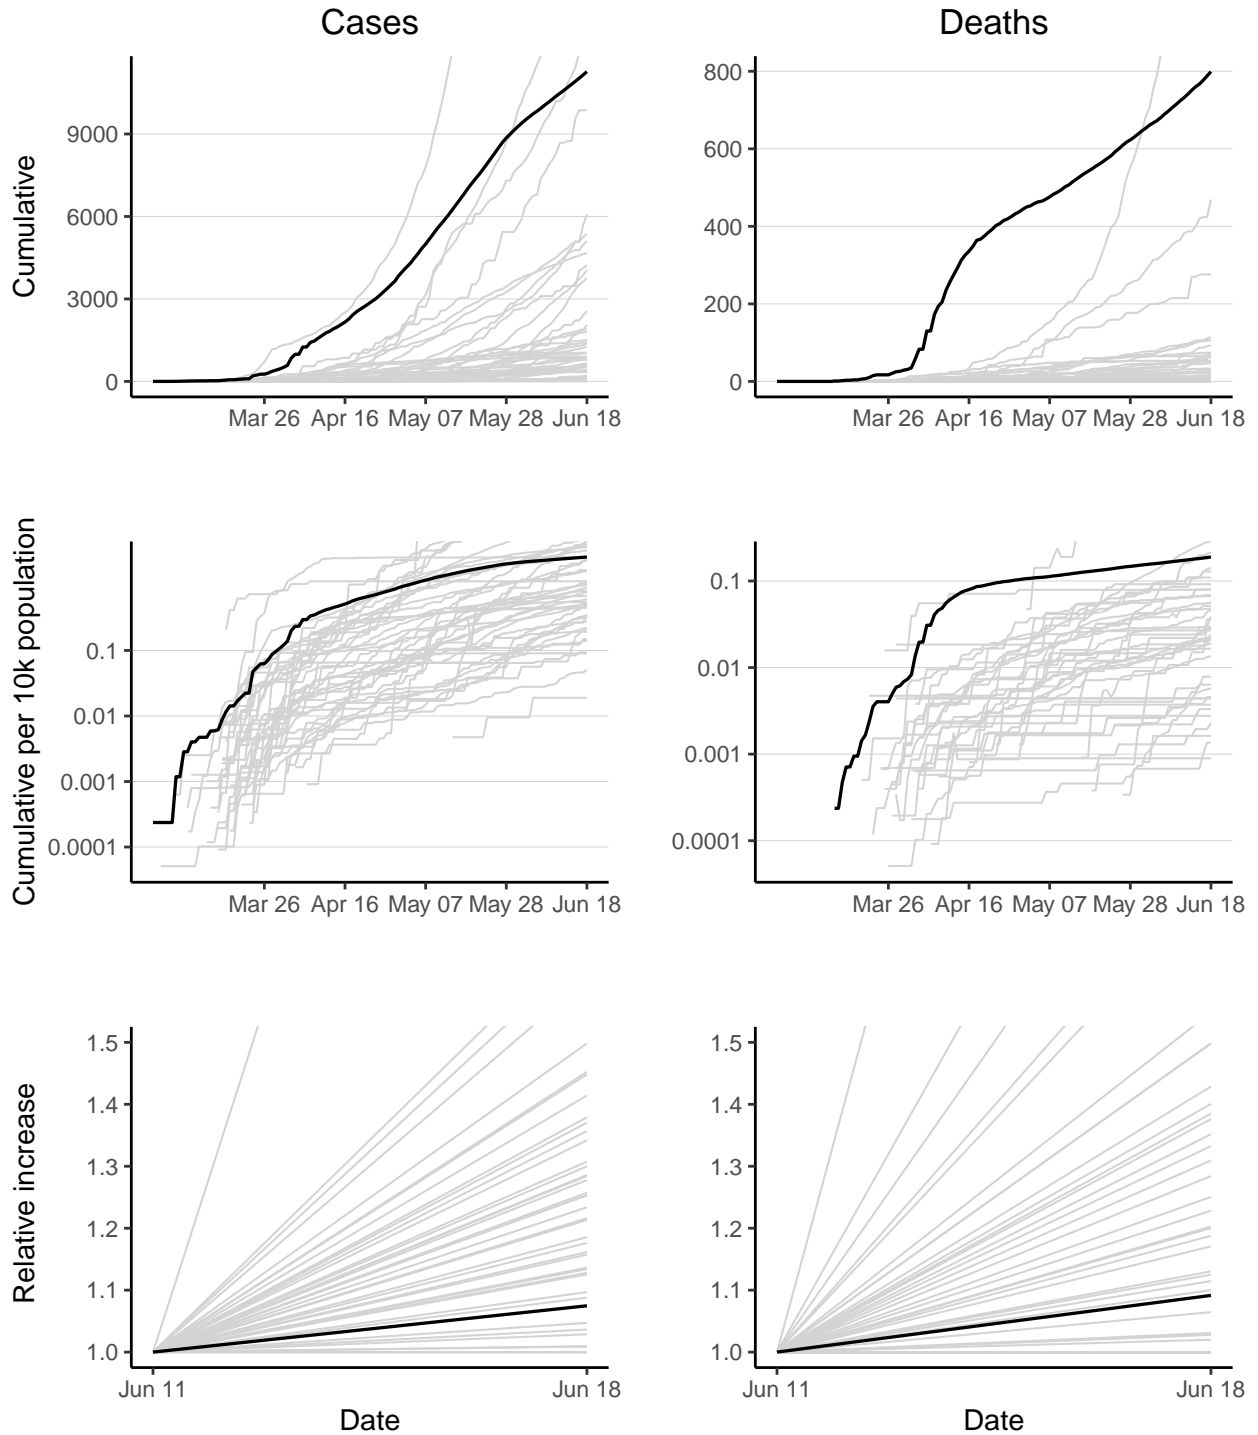 Cases
Deaths
Cumulative
9000
6000
3000
0
Mar 26 Apr 16 May 07 May 28 Jun 18
800
600
400
200
0
Mar 26 Apr 16 May 07 May 28 Jun 18
Cumulative per 10k population
0.1
0.01
0.001
0.0001
Mar 26 Apr 16 May 07 May 28 Jun 18
0.1
0.01
0.001
0.0001
Mar 26 Apr 16 May 07 May 28 Jun 18
Relative increase
1.5
1.4
1.3
1.2
1.1
1.0
Jun 11 Jun 18
Date
1.5
1.4
1.3
1.2
1.1
1.0
Jun 11 Jun 18
Date